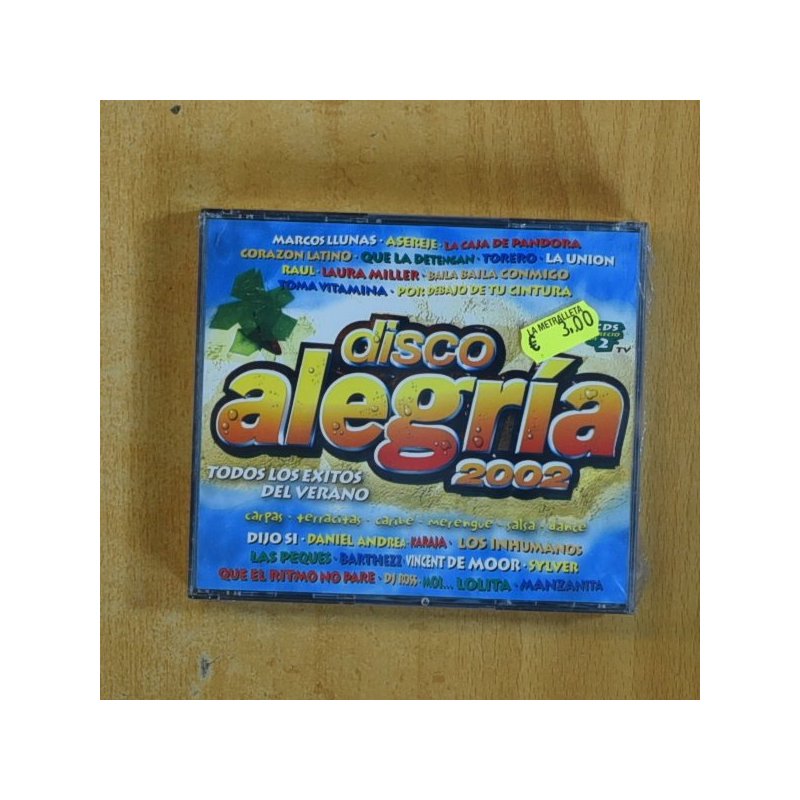 MARCOS LLUNAS · ASEREJE · LA CAJA DE PANDORA
CORAZON LATINO · QUE LA DETENGAN · TORERO · LA UNION
RAUL · LAURA MILLER · BAILA BAILA CONMIGO
TOMA VITAMINA · POR DEBAJO DE TU CINTURA
LA METRALLETA
€ 3.00
CDS
2
TV
disco
alegría
2002
TODOS LOS EXITOS
DEL VERANO
carpas · terracitas · caribe · merengue · salsa · dance
DIJO SI · DANIEL ANDREA · KARAJA · LOS INHUMANOS
LAS PEQUES · BARTHEZZ · VINCENT DE MOOR · SYLVER
QUE EL RITMO NO PARE · DJ ROSS · MOI... LOLITA · MANZANITA